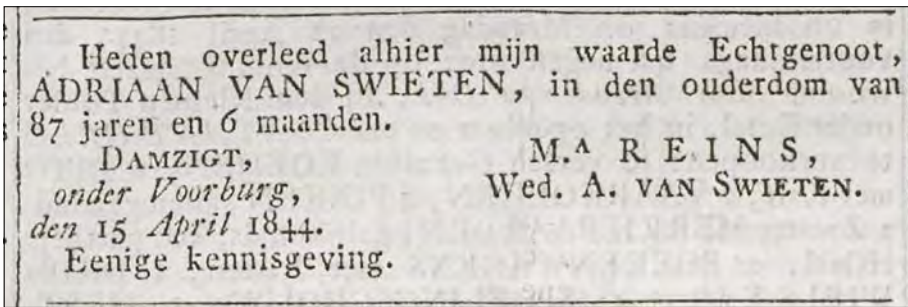 Heden overleed alhier mijn waarde Echtgenoot,
ADRIAAN VAN SWIETEN, in den ouderdom van
87 jaren en 6 maanden.
DAMZIGT,
onder Voorburg,
den 15 April 1844.
M.ᴬ REINS,
Wed. A. VAN SWIETEN.
Eenige kennisgeving.